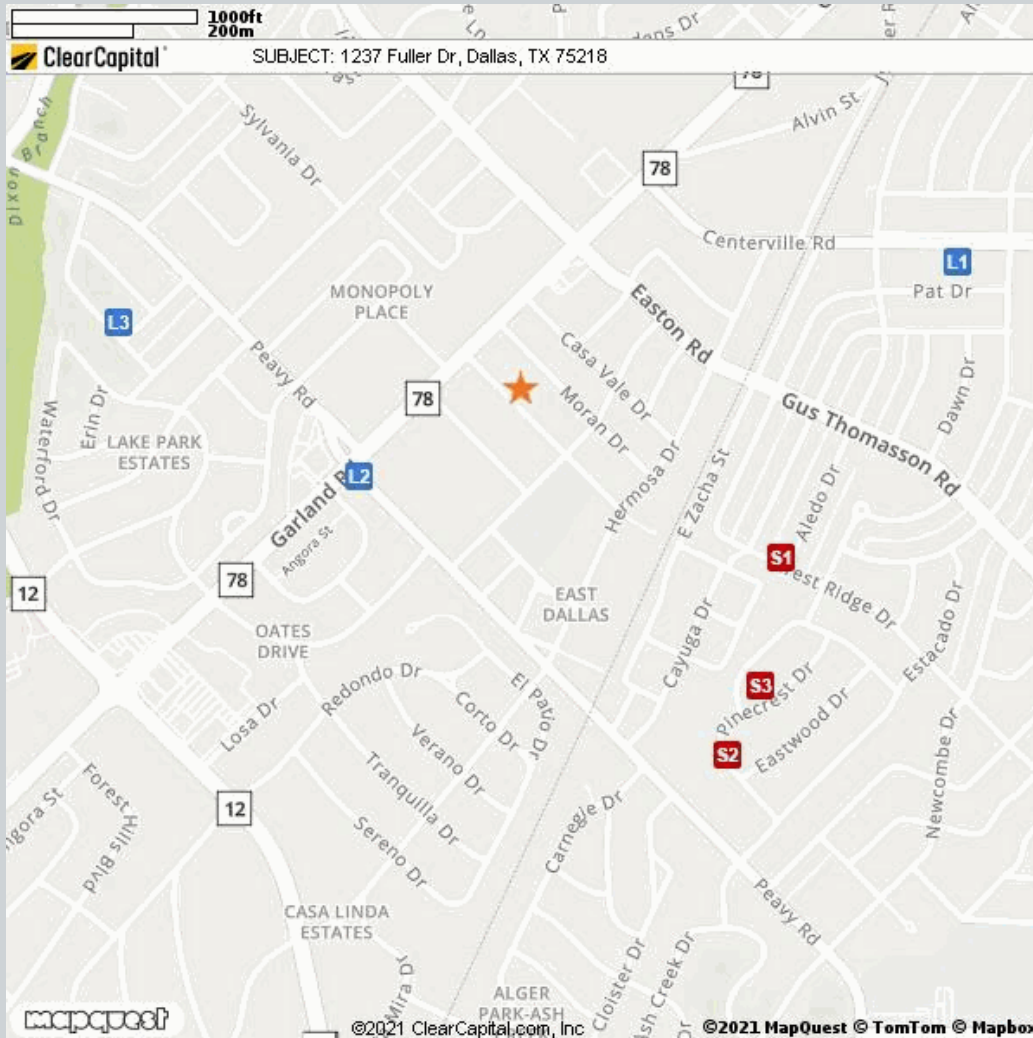 1000ft
200m
ClearCapital
SUBJECT: 1237 Fuller Dr, Dallas, TX 75218
78
Alvin St
Dixon Branch
Sylvania Dr
78
Centerville Rd
L1
Pat Dr
MONOPOLY
PLACE
Easton Rd
L3
Casa Vale Dr
Peavy Rd
78
Moran Dr
Dawn Dr
Gus Thomasson Rd
Erin Dr
Waterford Dr
LAKE PARK
ESTATES
L2
Hermosa Dr
E Zacha St
Garland
Aledo Dr
Angora St
S1
78
12
EAST
DALLAS
Ridge Dr
Estacado Dr
Cayuga Dr
OATES
DRIVE
Redondo Dr
El Patio Dr
S3
Pinecrest Dr
Losa Dr
Corto Dr
Verano Dr
S2
Eastwood Dr
Newcombe Dr
Tranquilla Dr
Forest Hills Blvd
12
Sereno Dr
Carnegie Dr
Peavy Rd
CASA LINDA
ESTATES
Mira Dr
Cloister Dr
Creek Dr
ALGER
PARK-ASH
mapquest
©2021 ClearCapital.com, Inc
©2021 MapQuest © TomTom © Mapbox